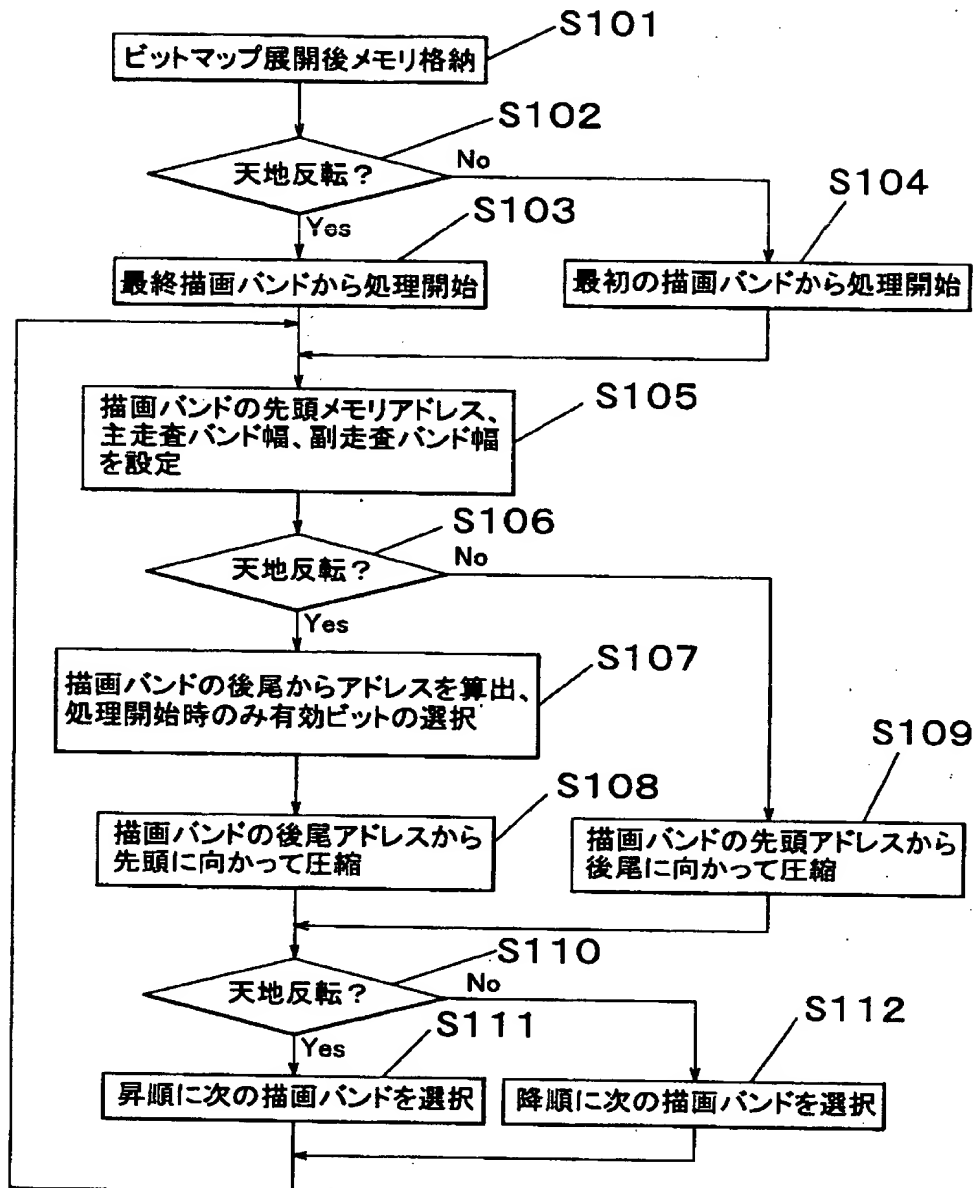 S101
ビットマップ展開後メモリ格納
S102
天地反転?
No
Yes
S103
S104
最終描画バンドから処理開始
最初の描画バンドから処理開始
S105
描画バンドの先頭メモリアドレス、
主走査バンド幅、副走査バンド幅
を設定
S106
天地反転?
No
Yes
S107
描画バンドの後尾からアドレスを算出、
処理開始時のみ有効ビットの選択
S108
S109
描画バンドの後尾アドレスから
先頭に向かって圧縮
描画バンドの先頭アドレスから
後尾に向かって圧縮
S110
天地反転?
No
Yes
S111
S112
昇順に次の描画バンドを選択
降順に次の描画バンドを選択